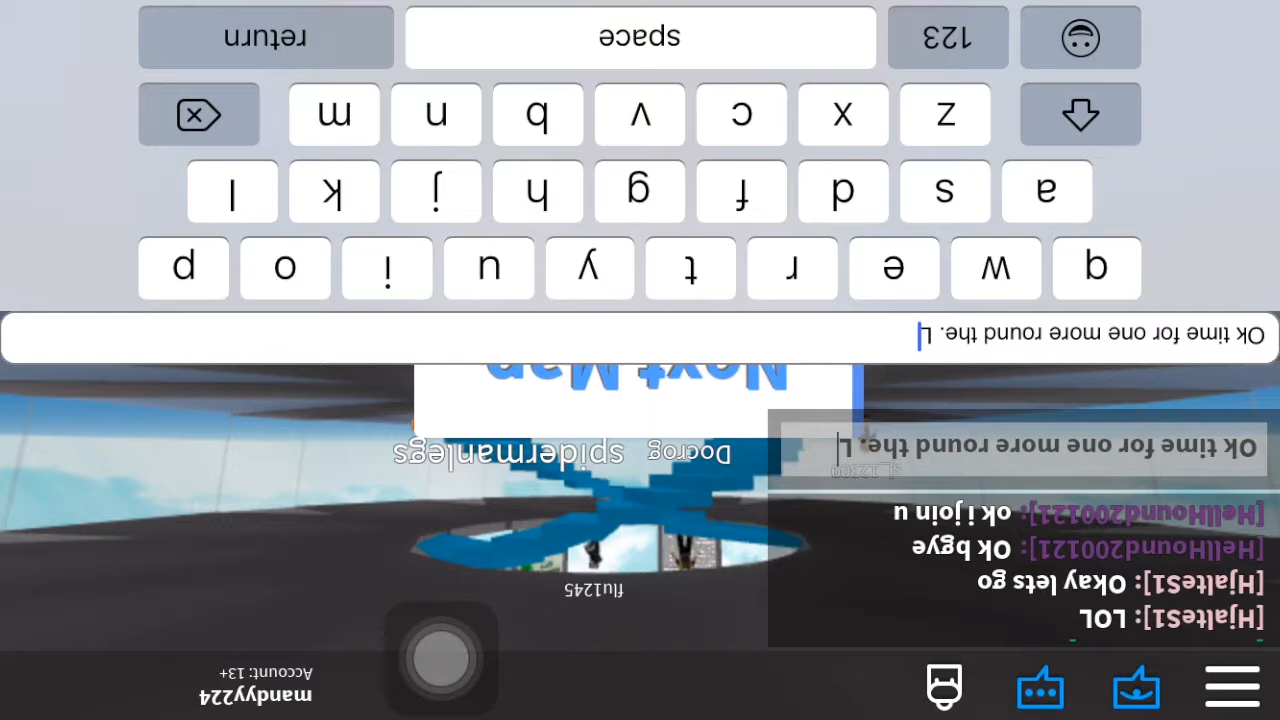 mandyy224
Account: 13+
[HjalteS1]: LOL
[HjalteS1]: Okay lets go
[HellHound200121]: Ok bgye
[HellHound200121]: ok i join u
Ok time for one more round the. L
flu1245
Docrog
spidermanlegs
Next Map
Ok time for one more round the. L
q w e r t y u i o p
a s d f g h j k l
z x c v b n m
123 space return